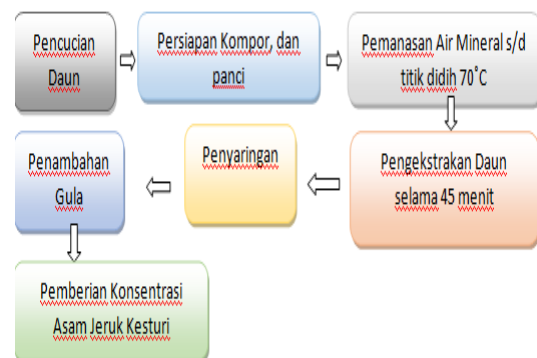 Pencucian
Daun
Persiapan Kompor, dan
panci
Pemanasan Air Mineral s/d
titik didih 70˚C
Pengekstrakan Daun
selama 45 menit
Penyaringan
Penambahan
Gula
Pemberian Konsentrasi
Asam Jeruk Kesturi